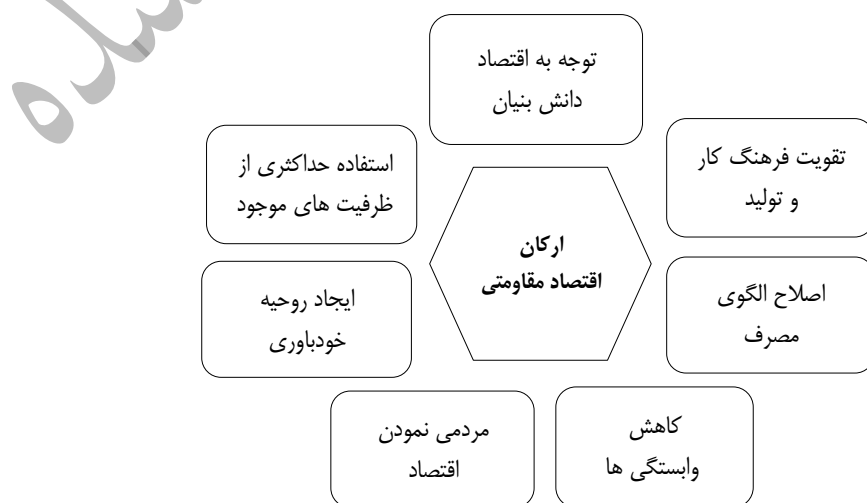 توجه به اقتصاد
دانش بنیان
تقویت فرهنگ کار
و تولید
استفاده حداکثری از
ظرفیت های موجود
ارکان
اقتصاد مقاومتی
اصلاح الگوی
مصرف
ایجاد روحیه
خودباوری
کاهش
وابستگی ها
مردمی نمودن
اقتصاد